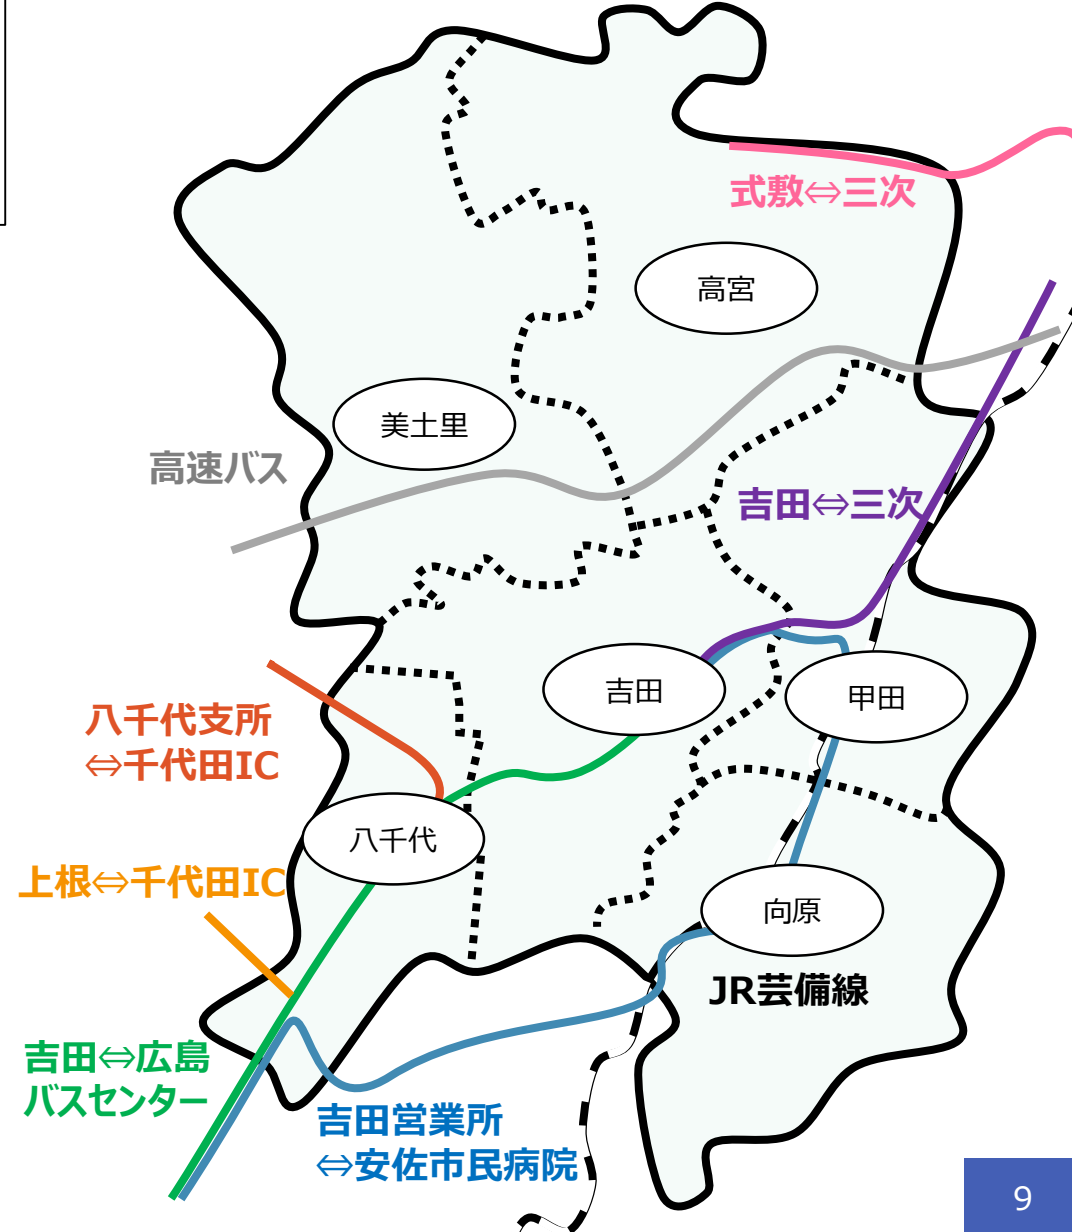 式敷⇔三次
高宮
美土里
高速バス
吉田⇔三次
吉田
甲田
八千代支所
⇔千代田IC
八千代
上根⇔千代田IC
向原
JR芸備線
吉田⇔広島
バスセンター
吉田営業所
⇔安佐市民病院
9